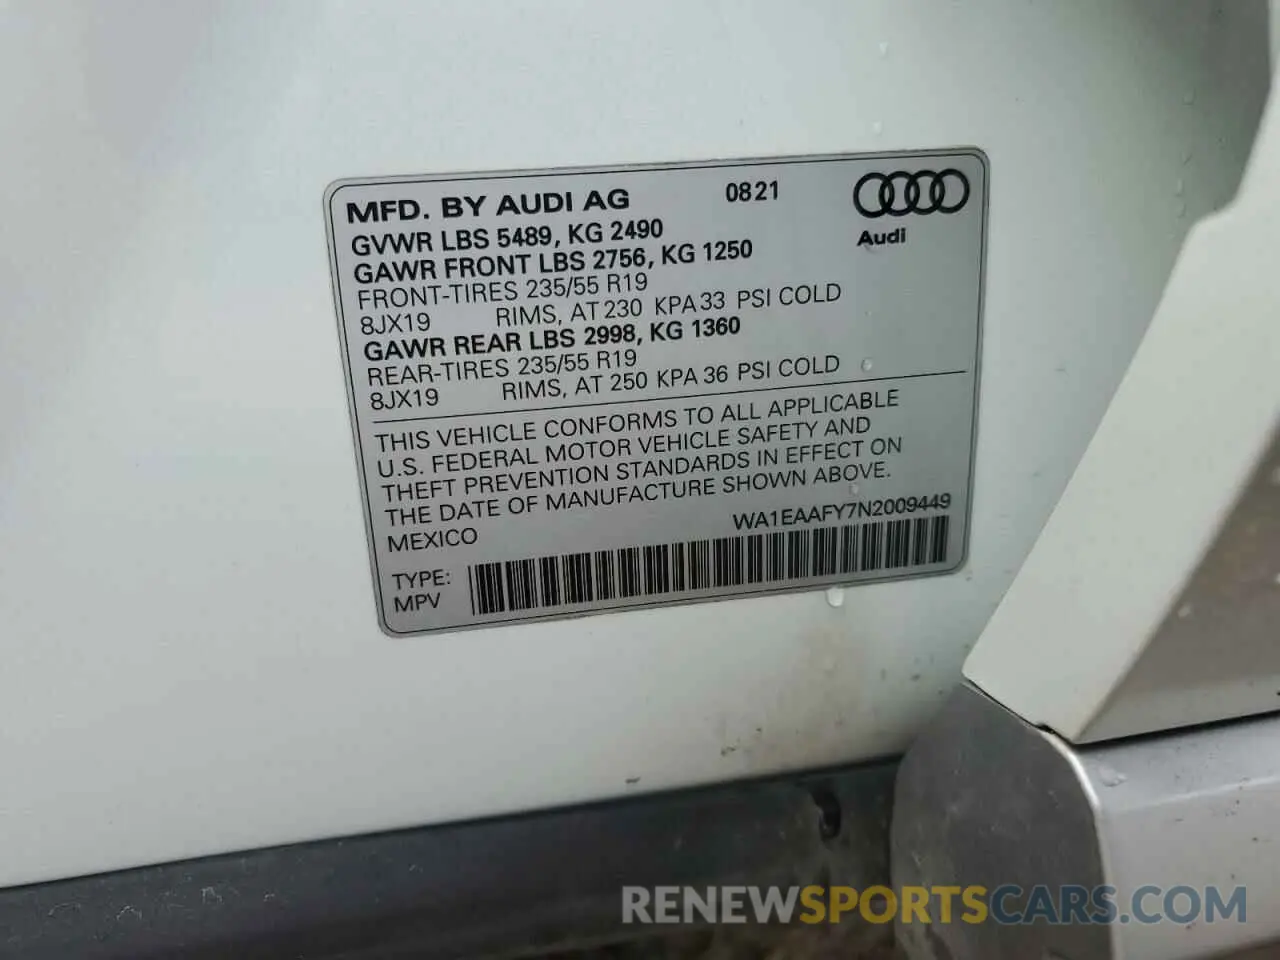 MFD. BY AUDI AG 0821
Audi
GVWR LBS 5489, KG 2490
GAWR FRONT LBS 2756, KG 1250
FRONT-TIRES 235/55 R19
8JX19 RIMS, AT 230 KPA 33 PSI COLD
GAWR REAR LBS 2998, KG 1360
REAR-TIRES 235/55 R19
8JX19 RIMS, AT 250 KPA 36 PSI COLD
THIS VEHICLE CONFORMS TO ALL APPLICABLE
U.S. FEDERAL MOTOR VEHICLE SAFETY AND
THEFT PREVENTION STANDARDS IN EFFECT ON
THE DATE OF MANUFACTURE SHOWN ABOVE.
MEXICO WA1EAAFY7N2009449
TYPE:
MPV
RENEWSPORTSCARS.COM